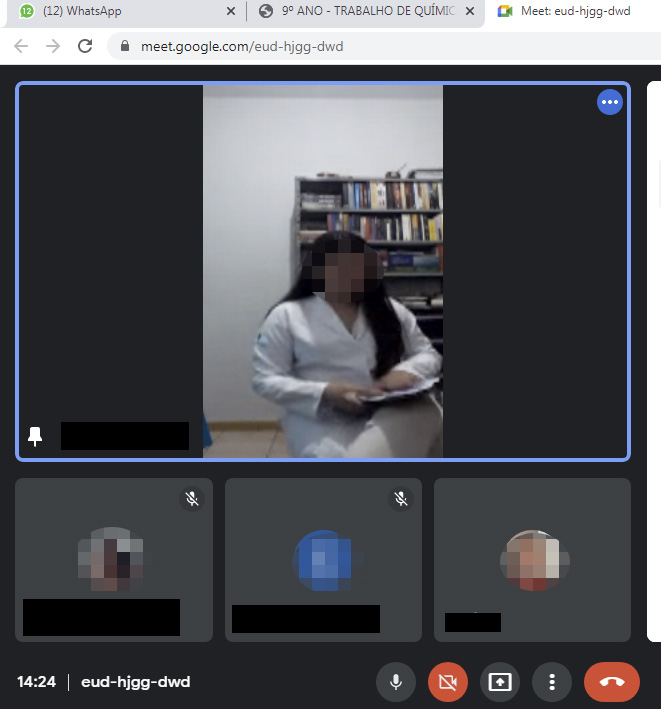 12 (12) WhatsApp
9º ANO - TRABALHO DE QUÍMIC
Meet: eud-hjgg-dwd
meet.google.com/eud-hjgg-dwd
14:24 | eud-hjgg-dwd